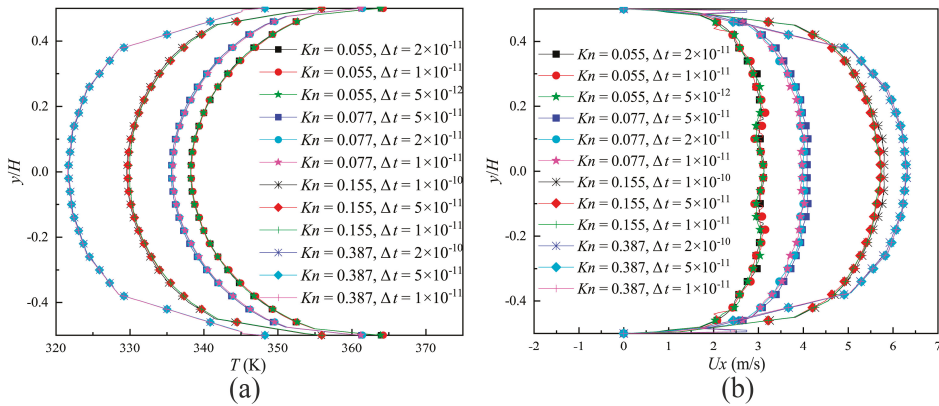 (a)
y/H
0.4
0.2
0.0
-0.2
-0.4
320 330 340 350 360 370
T (K)
Kn = 0.055, Δt = 2×10⁻¹¹
Kn = 0.055, Δt = 1×10⁻¹¹
Kn = 0.055, Δt = 5×10⁻¹²
Kn = 0.077, Δt = 5×10⁻¹¹
Kn = 0.077, Δt = 2×10⁻¹¹
Kn = 0.077, Δt = 1×10⁻¹¹
Kn = 0.155, Δt = 1×10⁻¹⁰
Kn = 0.155, Δt = 5×10⁻¹¹
Kn = 0.155, Δt = 1×10⁻¹¹
Kn = 0.387, Δt = 2×10⁻¹⁰
Kn = 0.387, Δt = 5×10⁻¹¹
Kn = 0.387, Δt = 1×10⁻¹¹
(a)
(b)
y/H
0.4
0.2
0.0
-0.2
-0.4
-2 -1 0 1 2 3 4 5 6 7
Ux (m/s)
Kn = 0.055, Δt = 2×10⁻¹¹
Kn = 0.055, Δt = 1×10⁻¹¹
Kn = 0.055, Δt = 5×10⁻¹²
Kn = 0.077, Δt = 5×10⁻¹¹
Kn = 0.077, Δt = 2×10⁻¹¹
Kn = 0.077, Δt = 1×10⁻¹¹
Kn = 0.155, Δt = 1×10⁻¹⁰
Kn = 0.155, Δt = 5×10⁻¹¹
Kn = 0.155, Δt = 1×10⁻¹¹
Kn = 0.387, Δt = 2×10⁻¹⁰
Kn = 0.387, Δt = 5×10⁻¹¹
Kn = 0.387, Δt = 1×10⁻¹¹
(b)